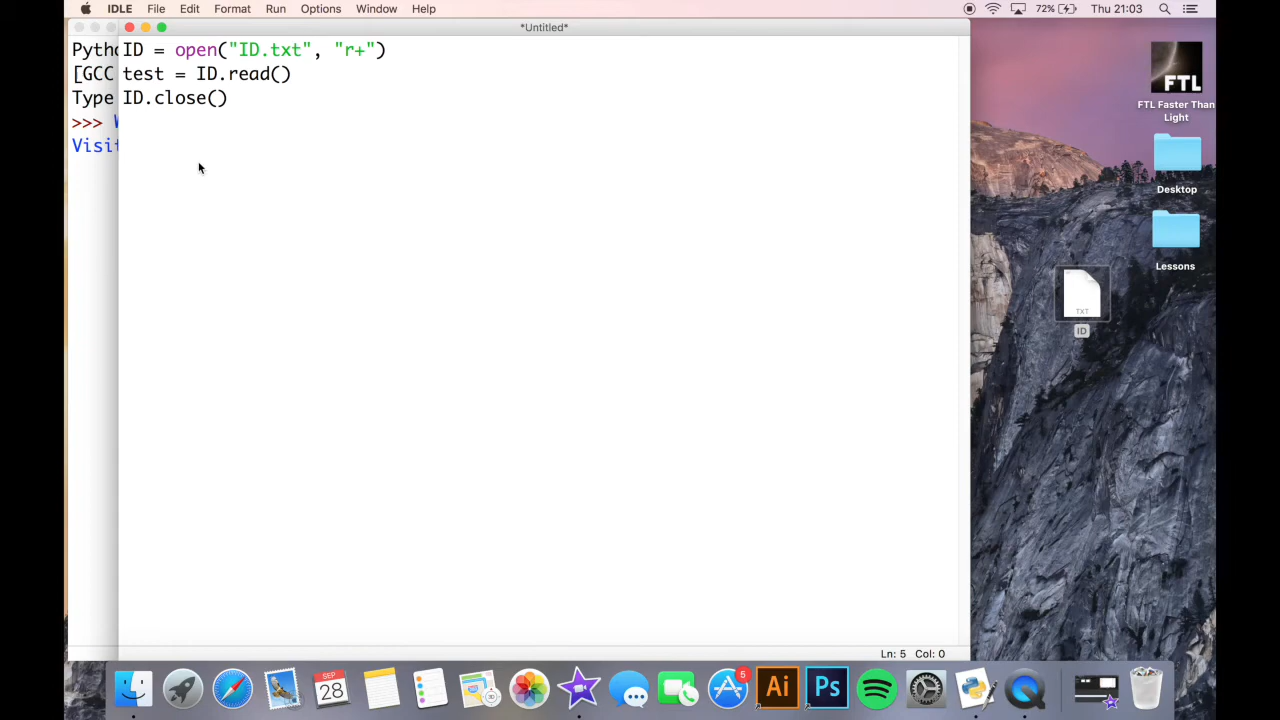 IDLE File Edit Format Run Options Window Help 72% Thu 21:03
*Untitled*
Pytho
[GCC
Type
>>> W
Visit
ID = open("ID.txt", "r+")
test = ID.read()
ID.close()
Ln: 5 Col: 0
FTL
FTL Faster Than
Light
Desktop
Lessons
TXT
ID
SEP
28
3D
5
Ai
Ps